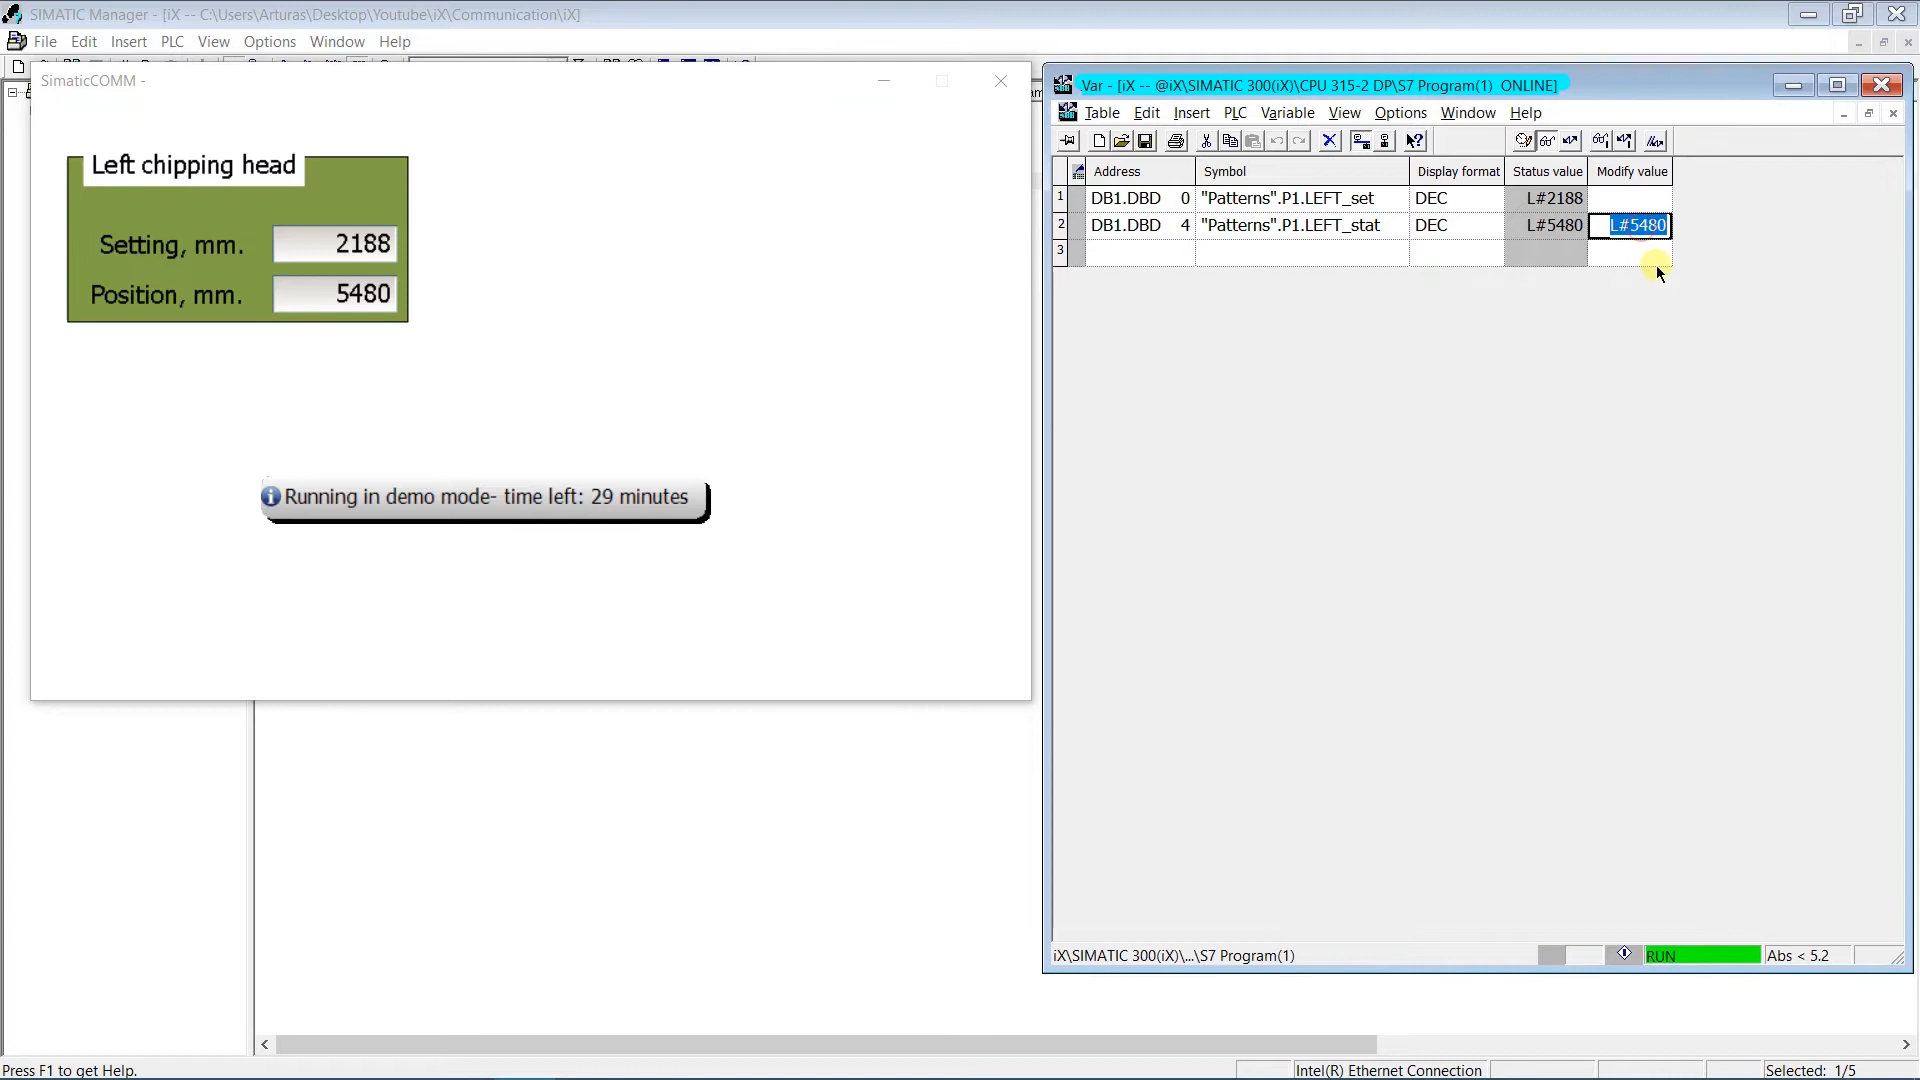 SIMATIC Manager - [iX -- C:\Users\Arturas\Desktop\Youtube\iX\Communication\iX]
File Edit Insert PLC View Options Window Help
SimaticCOMM -
Left chipping head
Setting, mm. 2188
Position, mm. 5480
Running in demo mode- time left: 29 minutes
Var - [iX -- @iX\SIMATIC 300(iX)\CPU 315-2 DP\S7 Program(1) ONLINE]
Table Edit Insert PLC Variable View Options Window Help
Address Symbol Display format Status value Modify value
1 DB1.DBD 0 "Patterns".P1.LEFT_set DEC L#2188
2 DB1.DBD 4 "Patterns".P1.LEFT_stat DEC L#5480 L#5480
3
iX\SIMATIC 300(iX)\...\S7 Program(1) RUN Abs < 5.2
Press F1 to get Help. Intel(R) Ethernet Connection Selected: 1/5